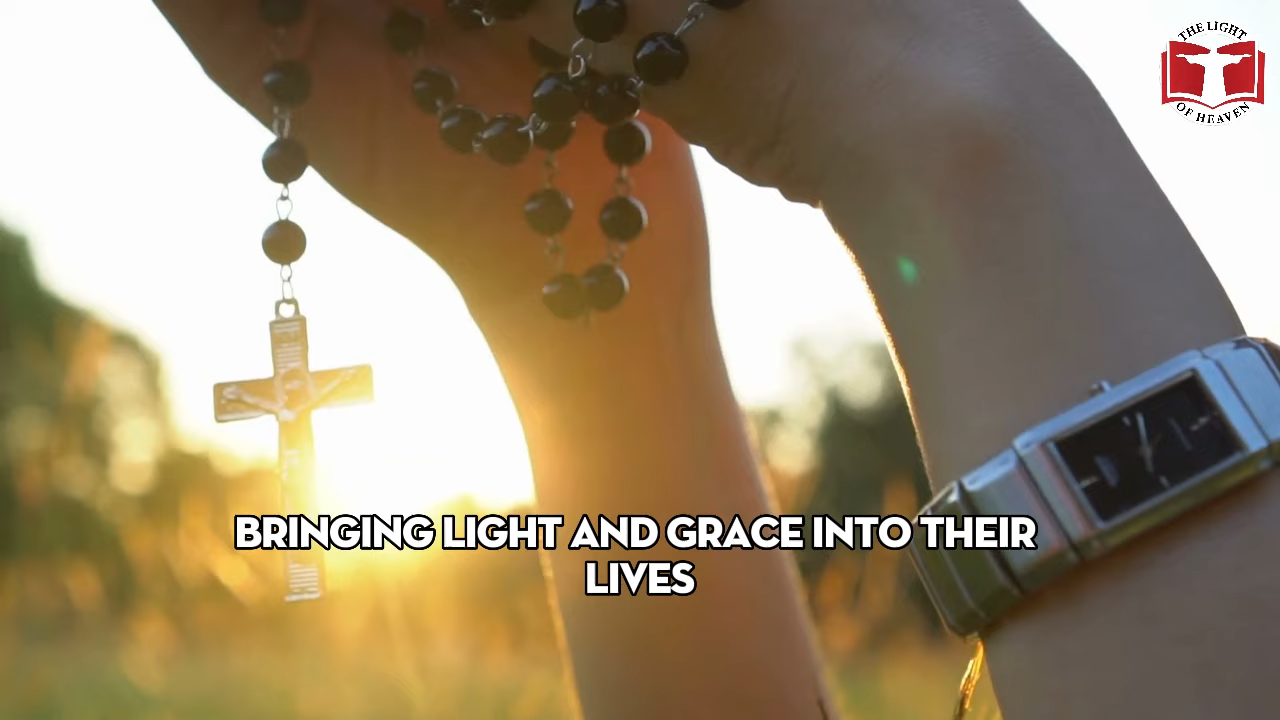 THE LIGHT
OF HEAVEN
BRINGING LIGHT AND GRACE INTO THEIR
LIVES